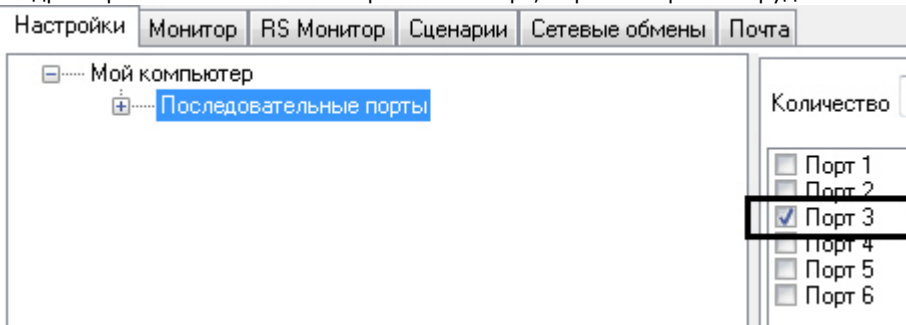 Настройки Монитор RS Монитор Сценарии Сетевые обмены Почта
Мой компьютер
Последовательные порты
Количество
Порт 1
Порт 2
Порт 3
Порт 4
Порт 5
Порт 6